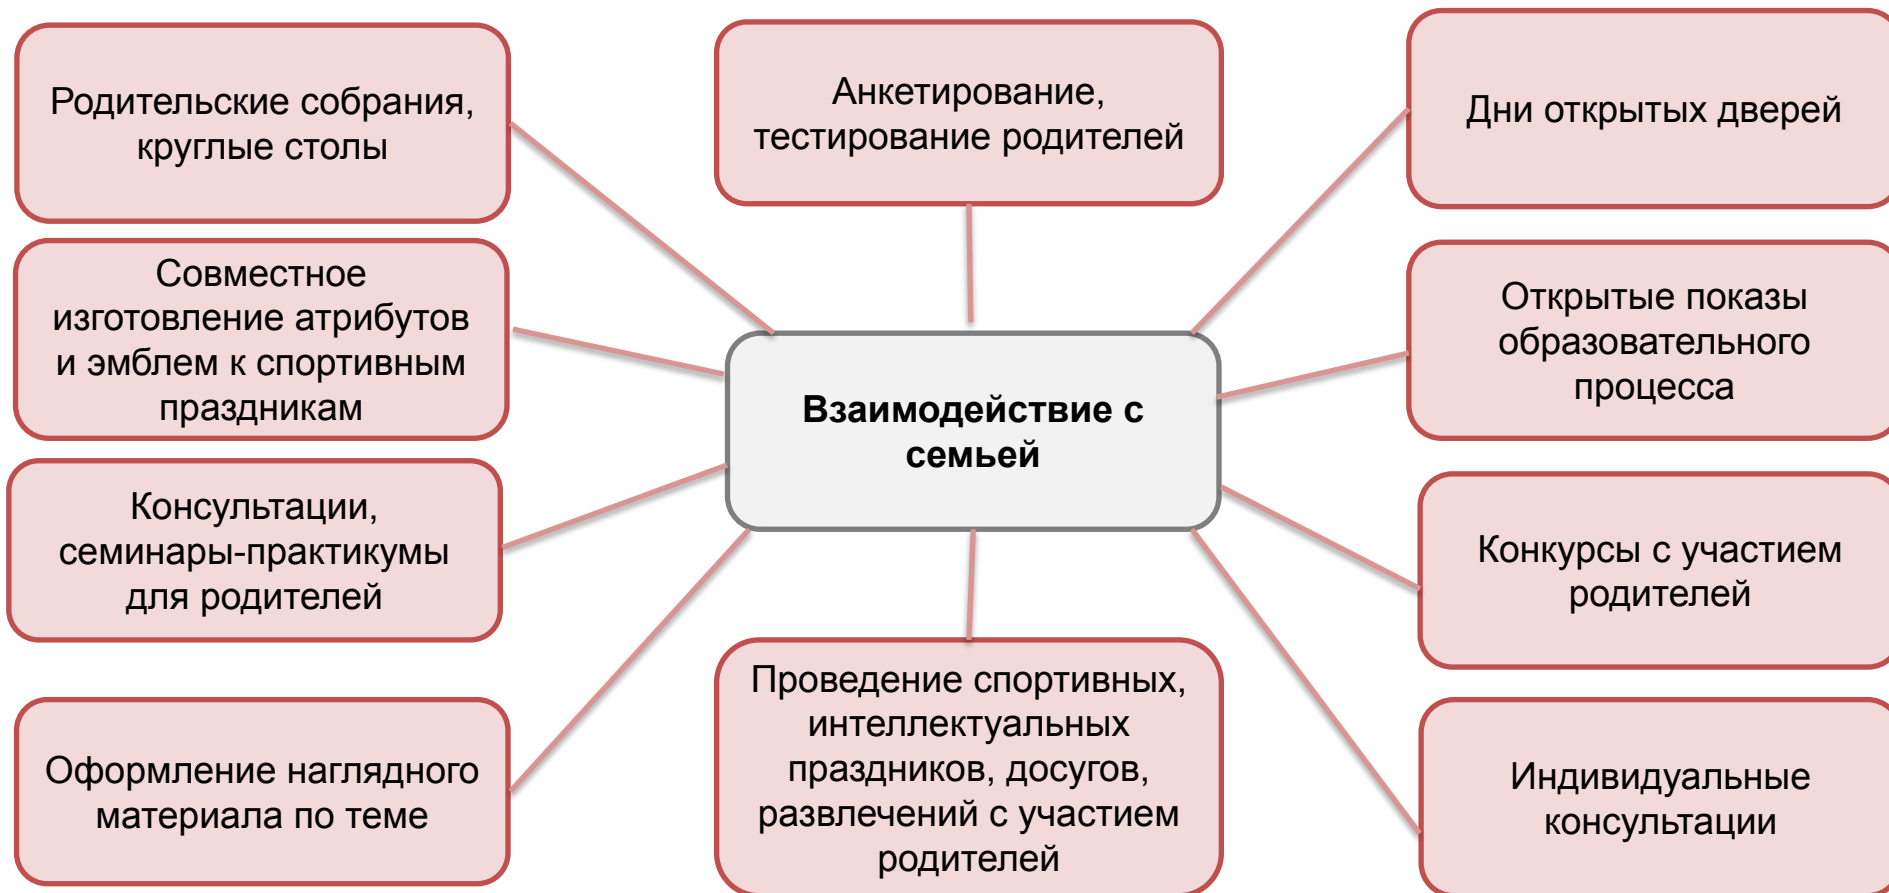 Родительские собрания,
круглые столы
Анкетирование,
тестирование родителей
Дни открытых дверей
Совместное
изготовление атрибутов
и эмблем к спортивным
праздникам
Открытые показы
образовательного
процесса
Взаимодействие с
семьей
Консультации,
семинары-практикумы
для родителей
Конкурсы с участием
родителей
Оформление наглядного
материала по теме
Проведение спортивных,
интеллектуальных
праздников, досугов,
развлечений с участием
родителей
Индивидуальные
консультации